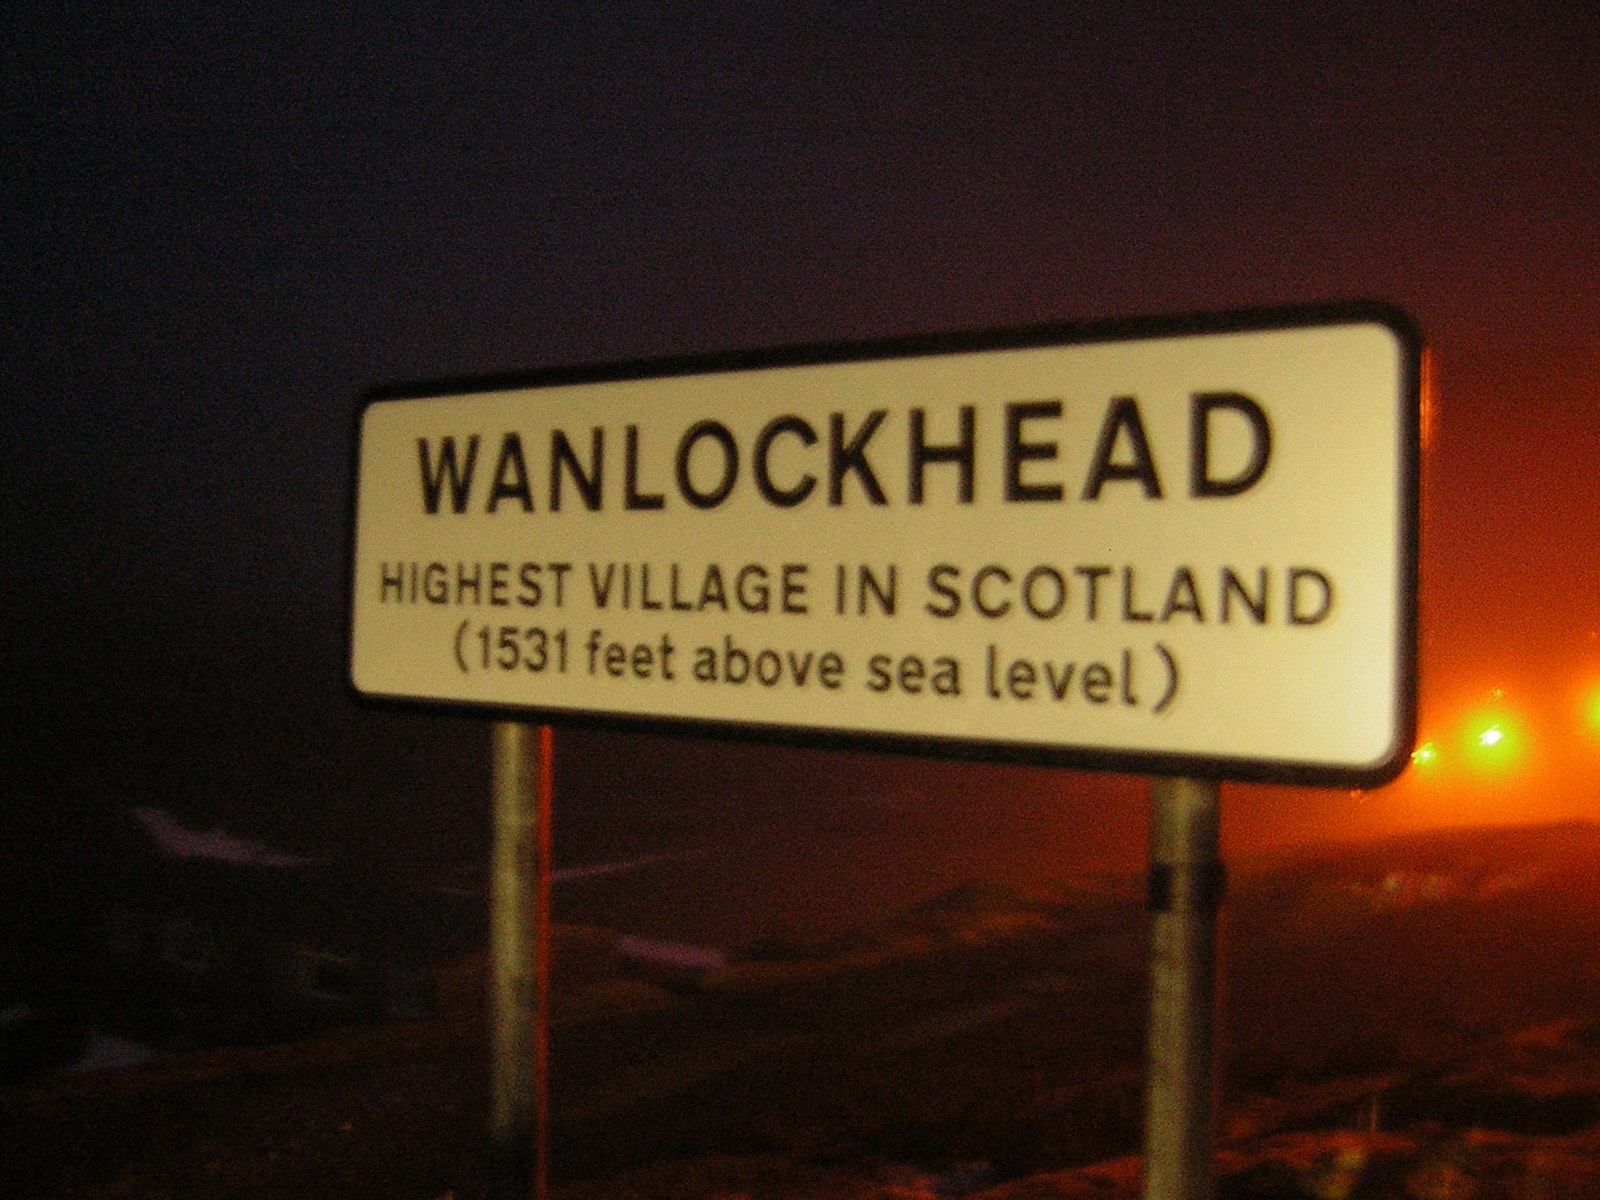 WANLOCKHEAD
HIGHEST VILLAGE IN SCOTLAND
(1531 feet above sea level)